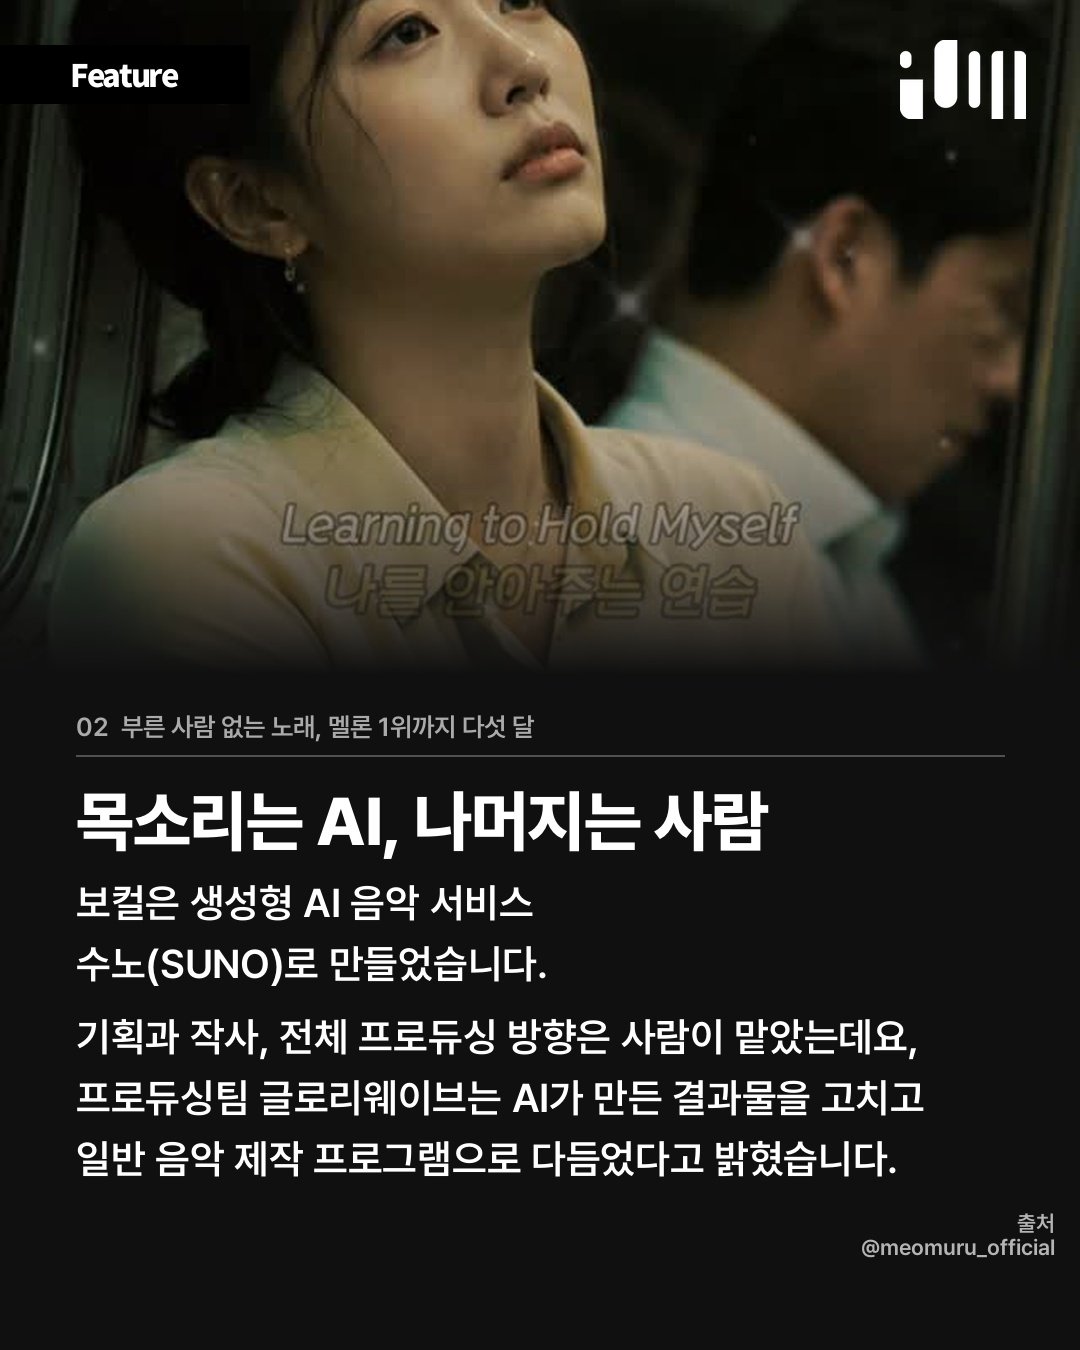 Feature
Learning to Hold Myself
나를 안아주는 연습
02 부른 사람 없는 노래, 멜론 1위까지 다섯 달
목소리는 AI, 나머지는 사람
보컬은 생성형 AI 음악 서비스
수노(SUNO)로 만들었습니다.
기획과 작사, 전체 프로듀싱 방향은 사람이 맡았는데요,
프로듀싱팀 글로리웨이브는 AI가 만든 결과물을 고치고
일반 음악 제작 프로그램으로 다듬었다고 밝혔습니다.
출처
@meomuru_official